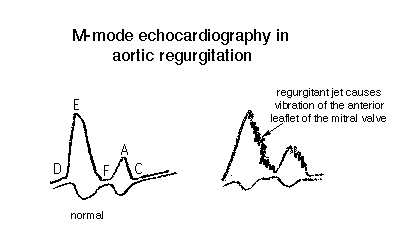 M-mode echocardiography in
aortic regurgitation
regurgitant jet causes
vibration of the anterior
leaflet of the mitral valve
E
A
D
F
C
normal